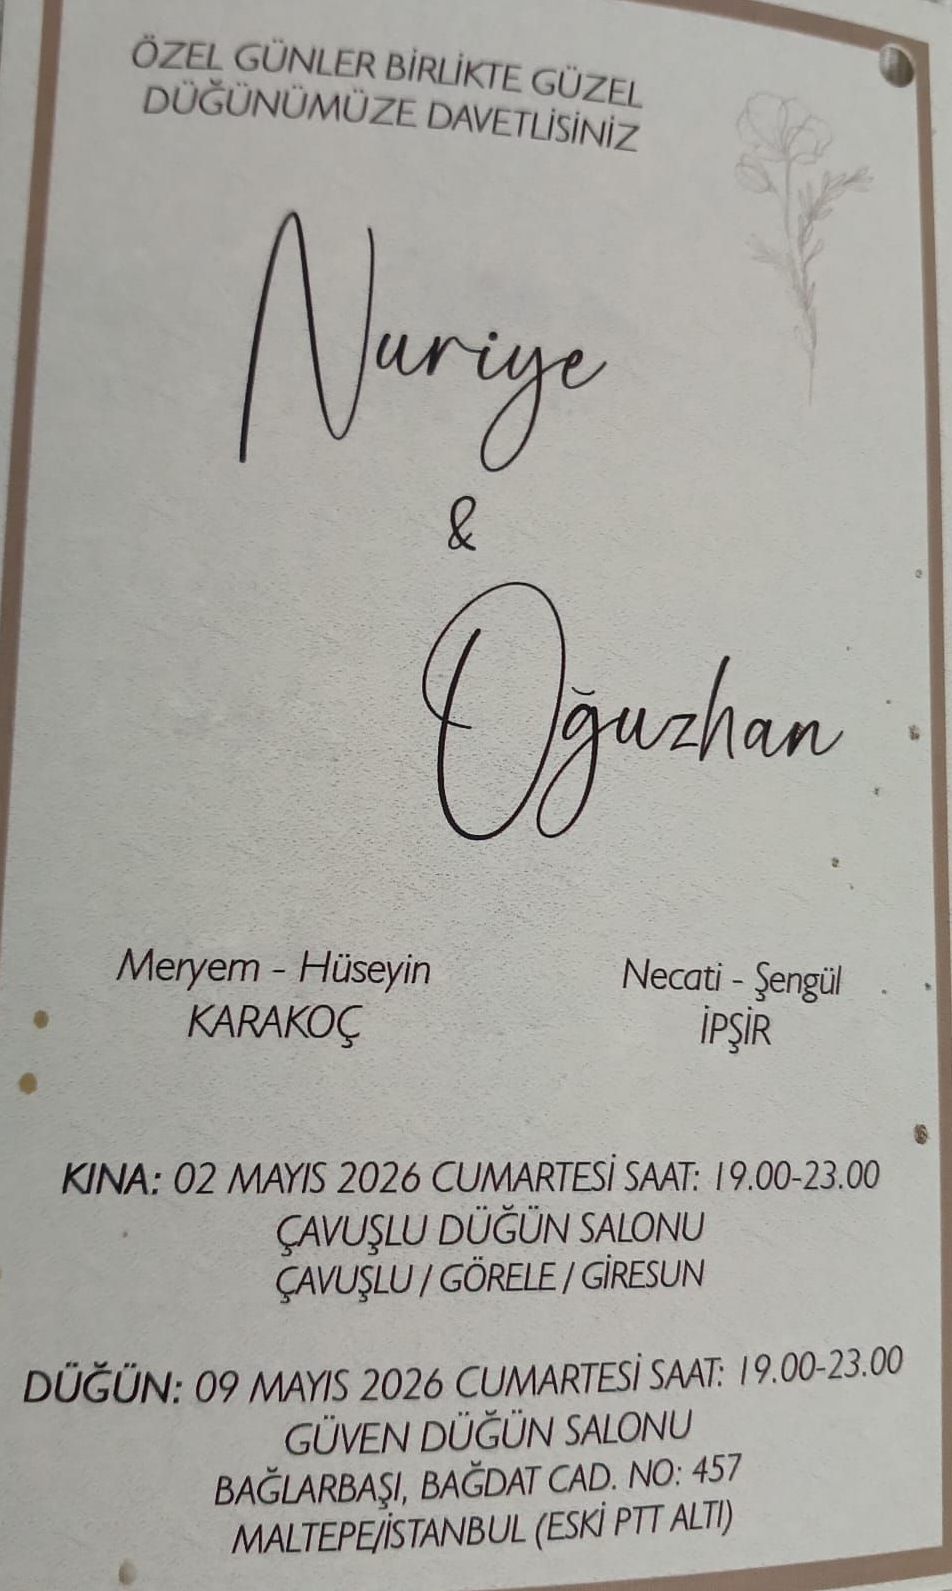 ÖZEL GÜNLER BİRLİKTE GÜZEL
DÜĞÜNÜMÜZE DAVETLİSİNİZ
Nuriye
&
Oğuzhan
Meryem - Hüseyin
KARAKOÇ
Necati - Şengül
İPŞİR
KINA: 02 MAYIS 2026 CUMARTESİ SAAT: 19.00-23.00
ÇAVUŞLU DÜĞÜN SALONU
ÇAVUŞLU / GÖRELE / GİRESUN
DÜĞÜN: 09 MAYIS 2026 CUMARTESİ SAAT: 19.00-23.00
GÜVEN DÜĞÜN SALONU
BAĞLARBAŞI, BAĞDAT CAD. NO: 457
MALTEPE/İSTANBUL (ESKİ PTT ALTI)